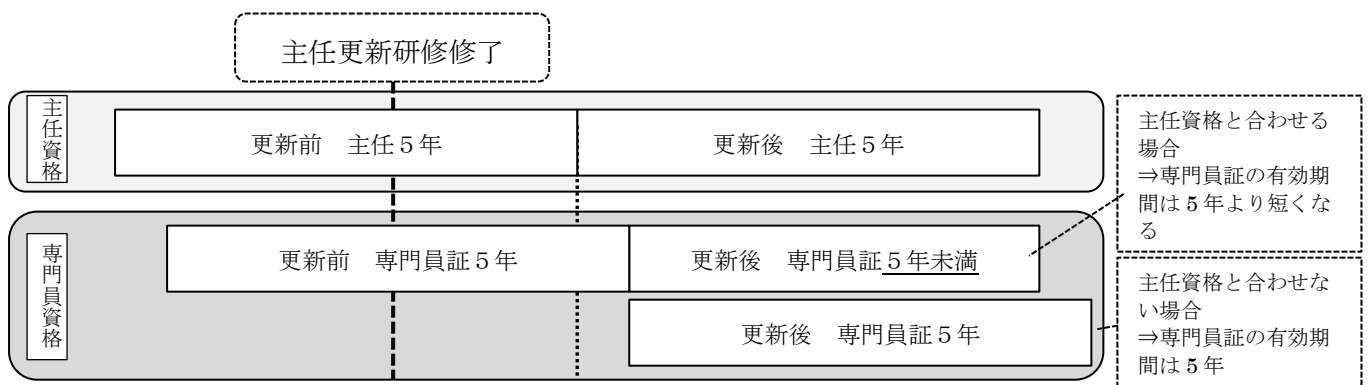 主任更新研修修了
主任資格
更新前　主任５年
更新後　主任５年
主任資格と合わせる
場合
⇒専門員証の有効期
間は 5 年より短くな
る
専門員資格
更新前　専門員証５年
更新後　専門員証５年未満
更新後　専門員証５年
主任資格と合わせな
い場合
⇒専門員証の有効期
間は 5 年